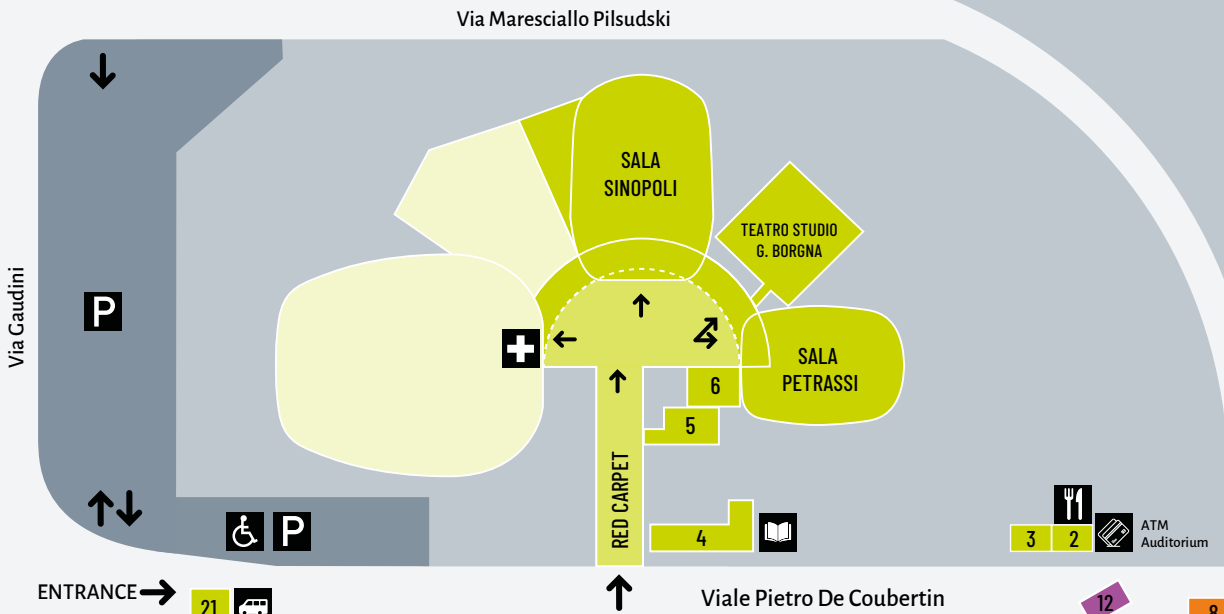 Via Maresciallo Pilsudski
SALA
SINOPOLI
TEATRO STUDIO
G. BORGNA
Via Gaudini
P
SALA
PETRASSI
6
5
RED CARPET
4
P
3
2
ATM
Auditorium
ENTRANCE
21
Viale Pietro De Coubertin
12
8